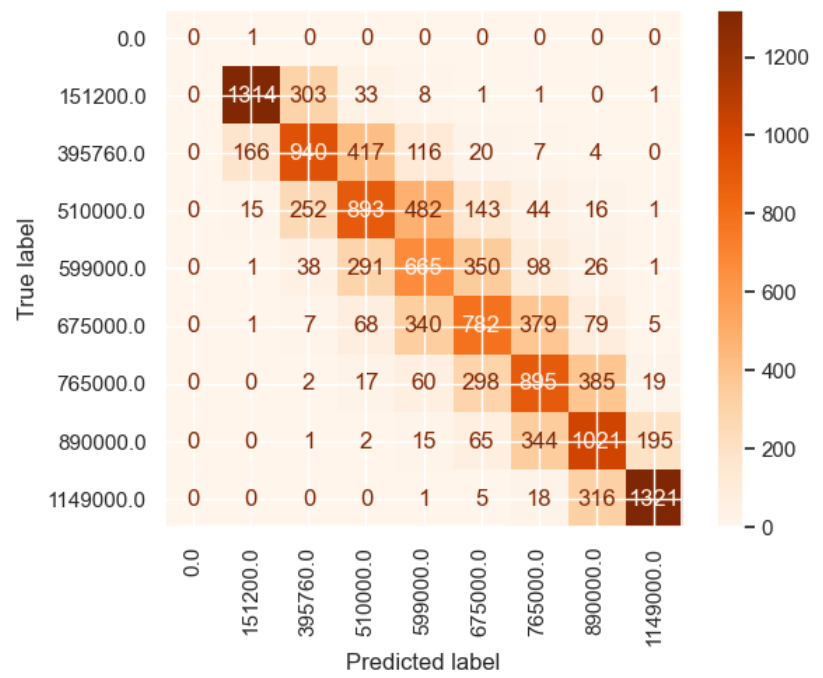 0.0 0 1 0 0 0 0 0 0 0
151200.0 0 1314 303 33 8 1 1 0 1
395760.0 0 166 940 417 116 20 7 4 0
510000.0 0 15 252 893 482 143 44 16 1
599000.0 0 1 38 291 665 350 98 26 1
675000.0 0 1 7 68 340 782 379 79 5
765000.0 0 0 2 17 60 298 895 385 19
890000.0 0 0 1 2 15 65 344 1021 195
1149000.0 0 0 0 0 1 5 18 316 1321
True label
0.0 151200.0 395760.0 510000.0 599000.0 675000.0 765000.0 890000.0 1149000.0
Predicted label
1200
1000
800
600
400
200
0